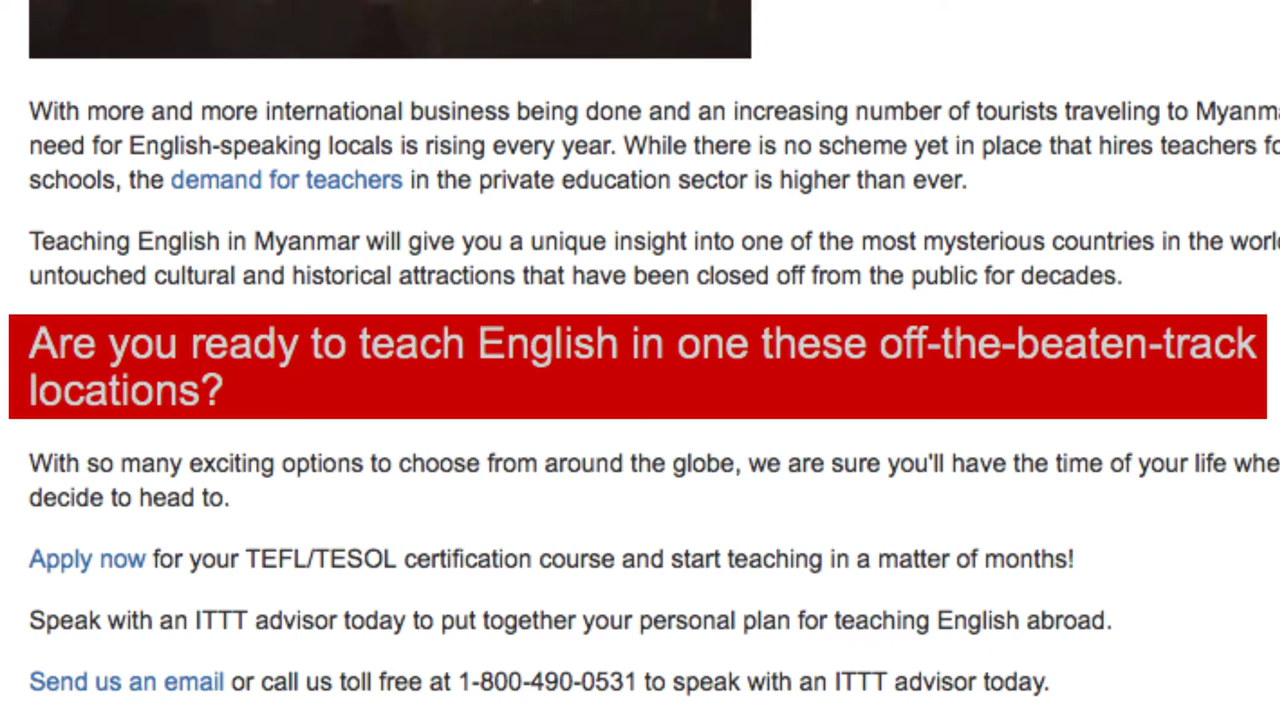 With more and more international business being done and an increasing number of tourists traveling to
need for English-speaking locals is rising every year. While there is no scheme yet in place that hires teachers
schools, the demand for teachers in the private education sector is higher than ever.
Teaching English in Myanmar will give you a unique insight into one of the most mysterious countries in the
untouched cultural and historical attractions that have been closed off from the public for decades.
Are you ready to teach English in one these off-the-beaten-track
locations?
With so many exciting options to choose from around the globe, we are sure you'll have the time of your life
decide to head to.
Apply now for your TEFL/TESOL certification course and start teaching in a matter of months!
Speak with an ITTT advisor today to put together your personal plan for teaching English abroad.
Send us an email or call us toll free at 1-800-490-0531 to speak with an ITTT advisor today.